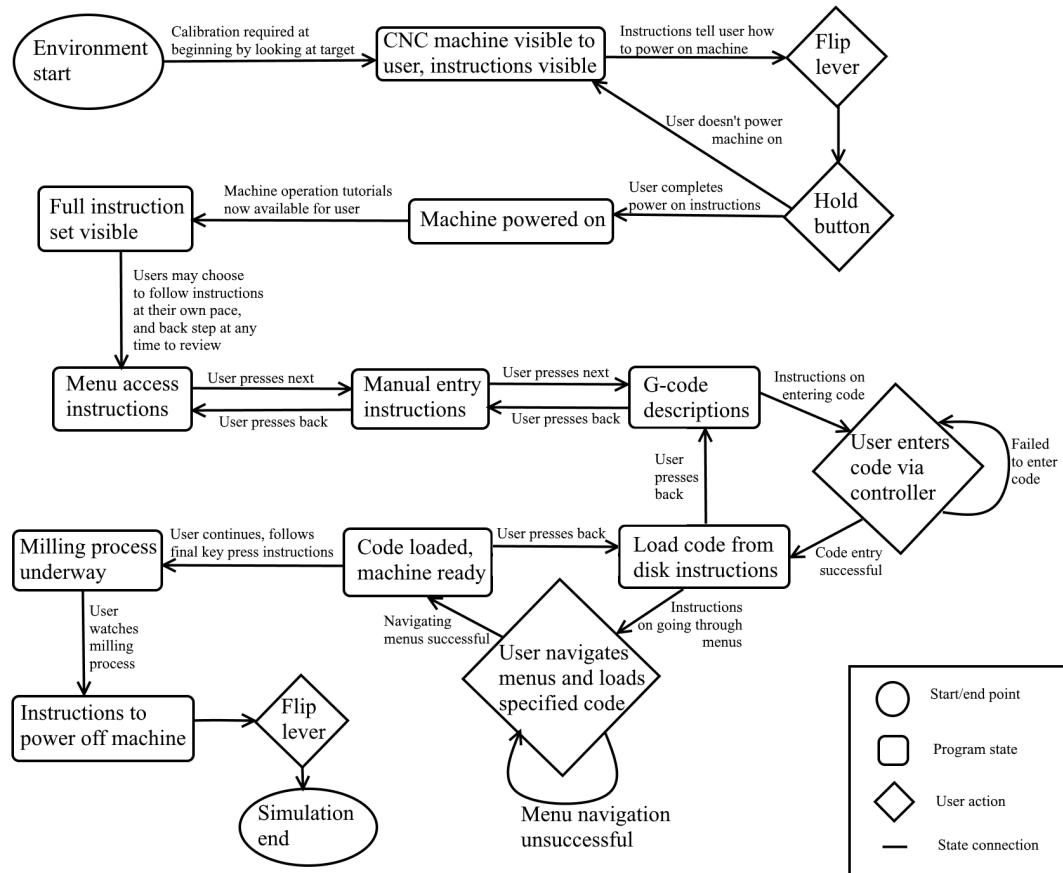 Environment
start
Calibration required at
beginning by looking at target
CNC machine visible to
user, instructions visible
Instructions tell user how
to power on machine
Flip
lever
User doesn't power
machine on
Full instruction
set visible
Machine operation tutorials
now available for user
Machine powered on
User completes
power on instructions
Hold
button
Users may choose
to follow instructions
at their own pace,
and back step at any
time to review
Menu access
instructions
User presses next
User presses back
Manual entry
instructions
User presses next
User presses back
G-code
descriptions
Instructions on
entering code
User enters
code via
controller
Failed
to enter
code
User
presses
back
Milling process
underway
User continues, follows
final key press instructions
Code loaded,
machine ready
User presses back
Load code from
disk instructions
Code entry
successful
Navigating
menus successful
Instructions
on going through
menus
User navigates
menus and loads
specified code
Menu navigation
unsuccessful
User
watches
milling
process
Instructions to
power off machine
Flip
lever
Simulation
end
Start/end point
Program state
User action
State connection